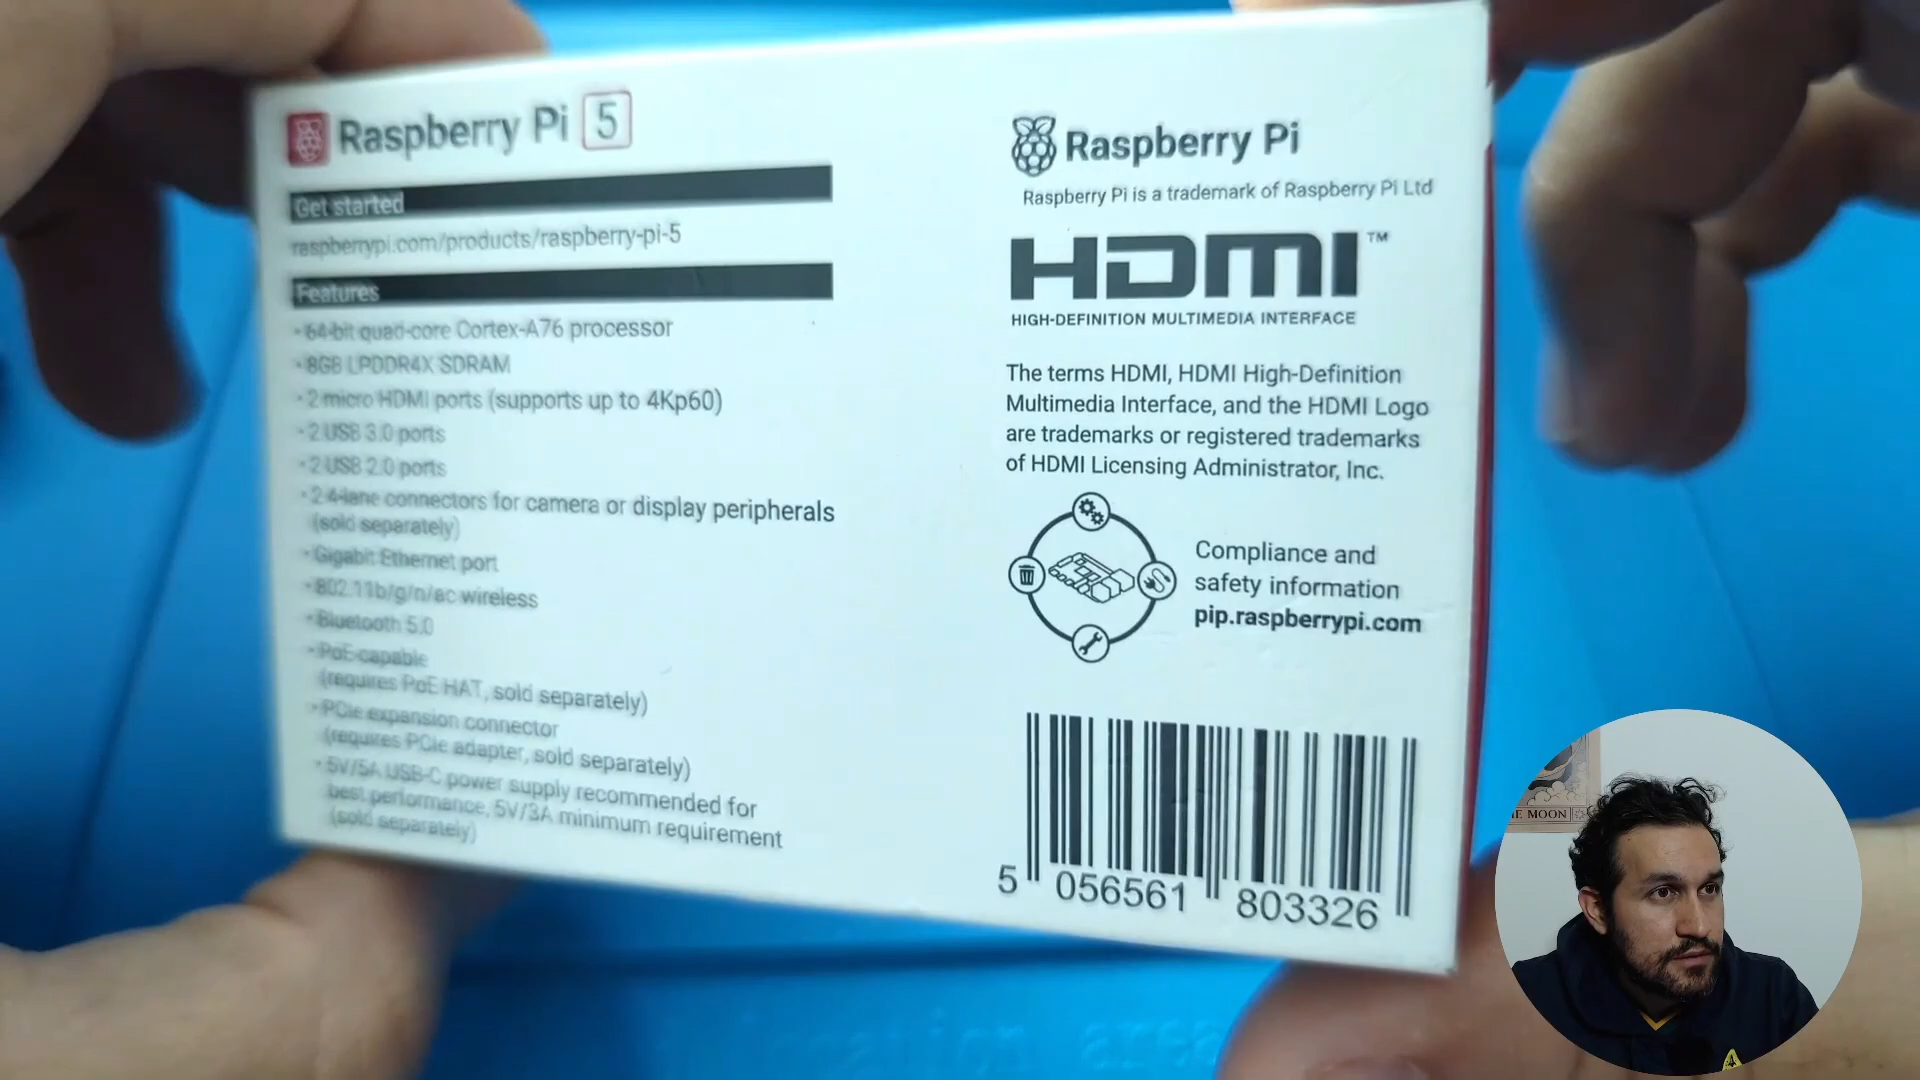 Raspberry Pi 5
Get started
raspberrypi.com/products/raspberry-pi-5
Features
• 64-bit quad-core Cortex-A76 processor
• 8GB LPDDR4X SDRAM
• 2 micro HDMI ports (supports up to 4Kp60)
• 2 USB 3.0 ports
• 2 USB 2.0 ports
• 2 4-lane connectors for camera or display peripherals
(sold separately)
• Gigabit Ethernet port
• 802.11b/g/n/ac wireless
• Bluetooth 5.0
• PoE-capable
(requires PoE HAT, sold separately)
• PCIe expansion connector
(requires PCIe adapter, sold separately)
• 5V/5A USB-C power supply recommended for
best performance, 5V/3A minimum requirement
(sold separately)
Raspberry Pi
Raspberry Pi is a trademark of Raspberry Pi Ltd
HDMI™
HIGH-DEFINITION MULTIMEDIA INTERFACE
The terms HDMI, HDMI High-Definition
Multimedia Interface, and the HDMI Logo
are trademarks or registered trademarks
of HDMI Licensing Administrator, Inc.
Compliance and
safety information
pip.raspberrypi.com
5 056561 803326
MOON